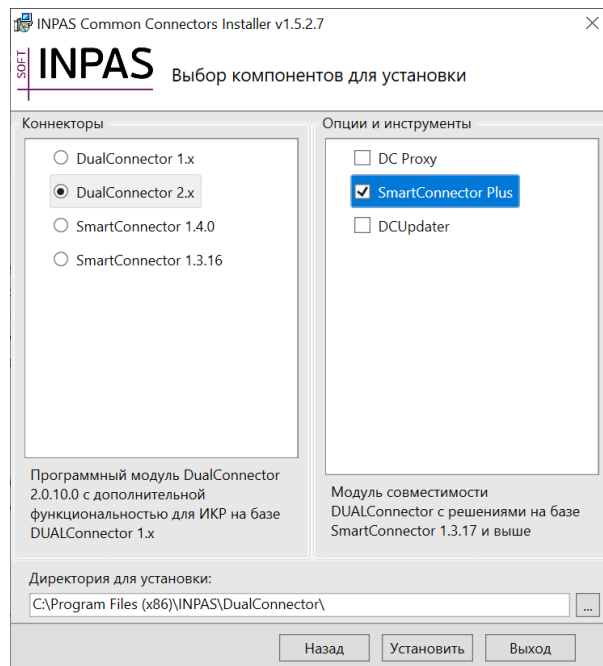 INPAS Common Connectors Installer v1.5.2.7
SOFT
INPAS
Выбор компонентов для установки
Коннекторы
DualConnector 1.x
DualConnector 2.x
SmartConnector 1.4.0
SmartConnector 1.3.16
Программный модуль DualConnector
2.0.10.0 с дополнительной
функциональностью для ИКР на базе
DUALConnector 1.x
Опции и инструменты
DC Proxy
SmartConnector Plus
DCUpdater
Модуль совместимости
DUALConnector с решениями на базе
SmartConnector 1.3.17 и выше
Директория для установки:
C:\Program Files (x86)\INPAS\DualConnector\
...
Назад
Установить
Выход